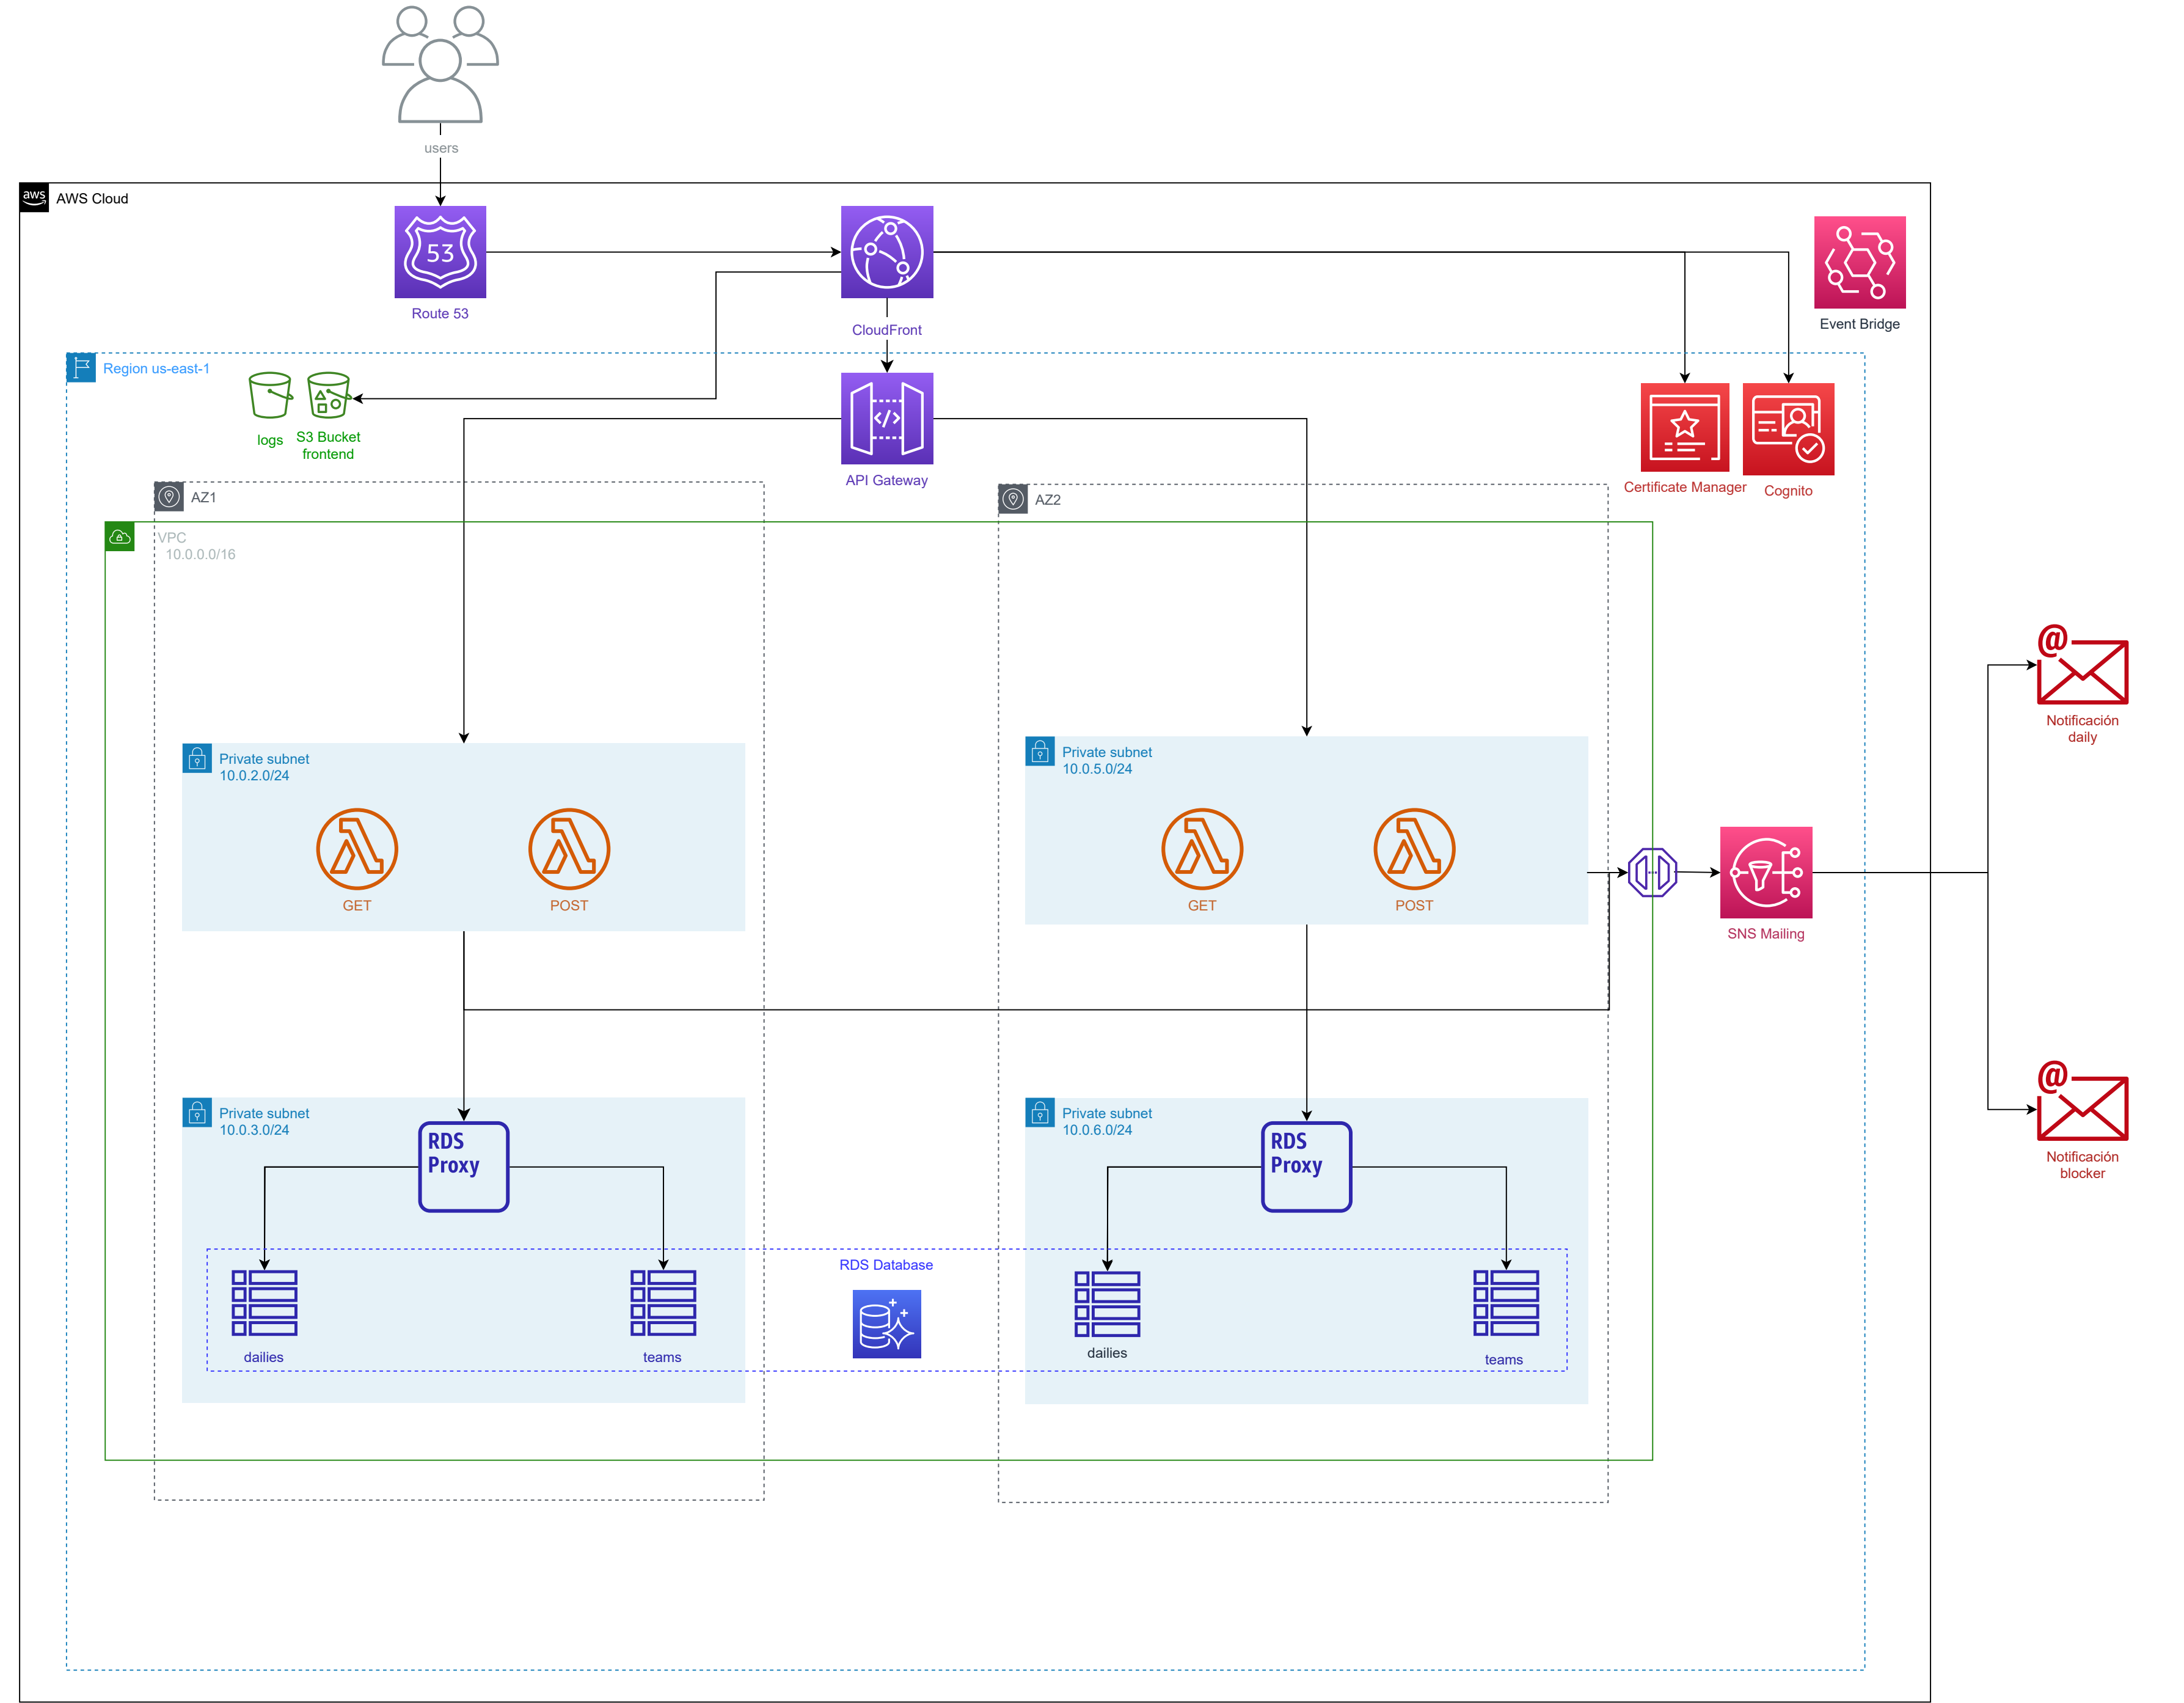 users
aws
AWS Cloud
53
Route 53
CloudFront
Event Bridge
Region us-east-1
logs
S3 Bucket
frontend
</>
API Gateway
Certificate Manager
Cognito
AZ1
AZ2
VPC
10.0.0.0/16
@
Notificación
daily
Private subnet
10.0.2.0/24
GET
POST
Private subnet
10.0.5.0/24
GET
POST
SNS Mailing
@
Notificación
blocker
Private subnet
10.0.3.0/24
RDS
Proxy
Private subnet
10.0.6.0/24
RDS
Proxy
RDS Database
dailies
teams
dailies
teams